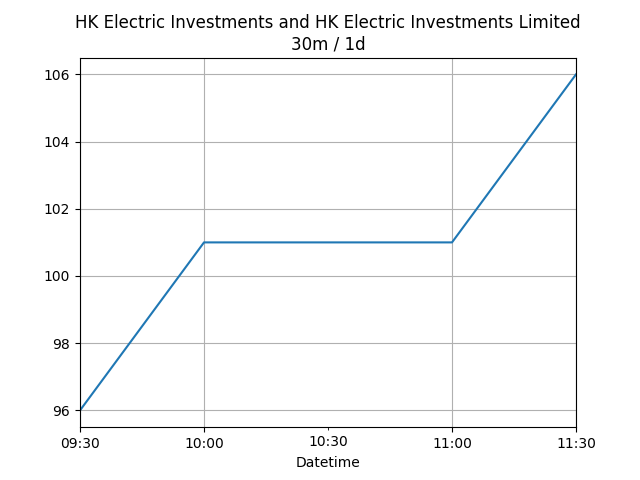 HK Electric Investments and HK Electric Investments Limited
30m / 1d
106
104
102
100
98
96
09:30 10:00 10:30 11:00 11:30
Datetime